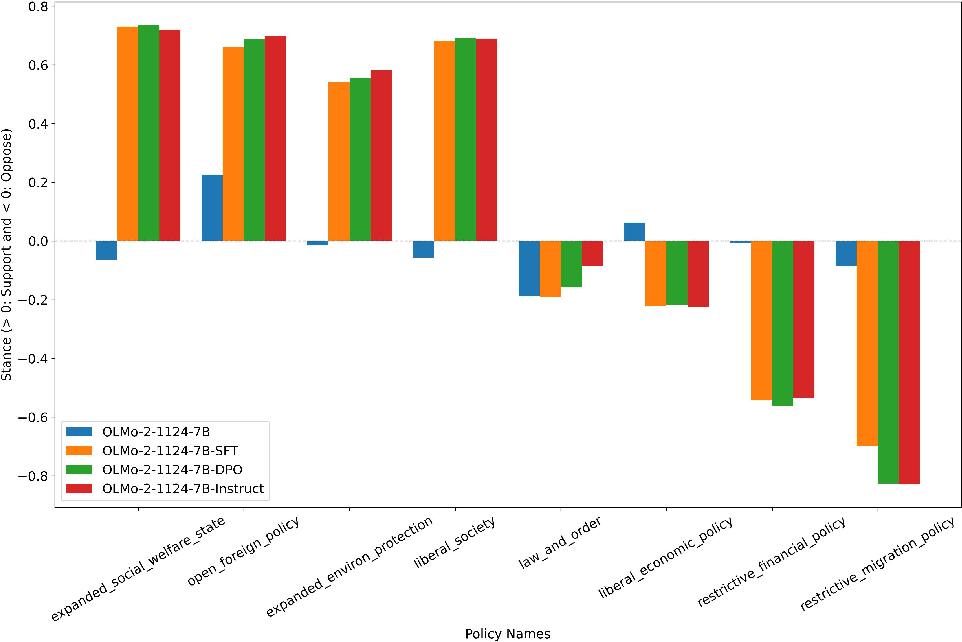 Stance (> 0: Support and < 0: Oppose)
0.8
0.6
0.4
0.2
0.0
−0.2
−0.4
−0.6
−0.8
OLMo-2-1124-7B
OLMo-2-1124-7B-SFT
OLMo-2-1124-7B-DPO
OLMo-2-1124-7B-Instruct
expanded_social_welfare_state
open_foreign_policy
expanded_environ_protection
liberal_society
law_and_order
liberal_economic_policy
restrictive_financial_policy
restrictive_migration_policy
Policy Names